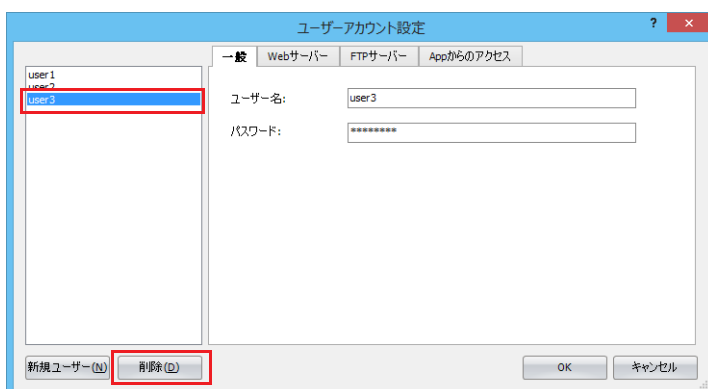 ユーザーアカウント設定
? ×
一般 Webサーバー FTPサーバー Appからのアクセス
user1
user2
user3
ユーザー名: user3
パスワード: ********
新規ユーザー(N) 削除(D) OK キャンセル